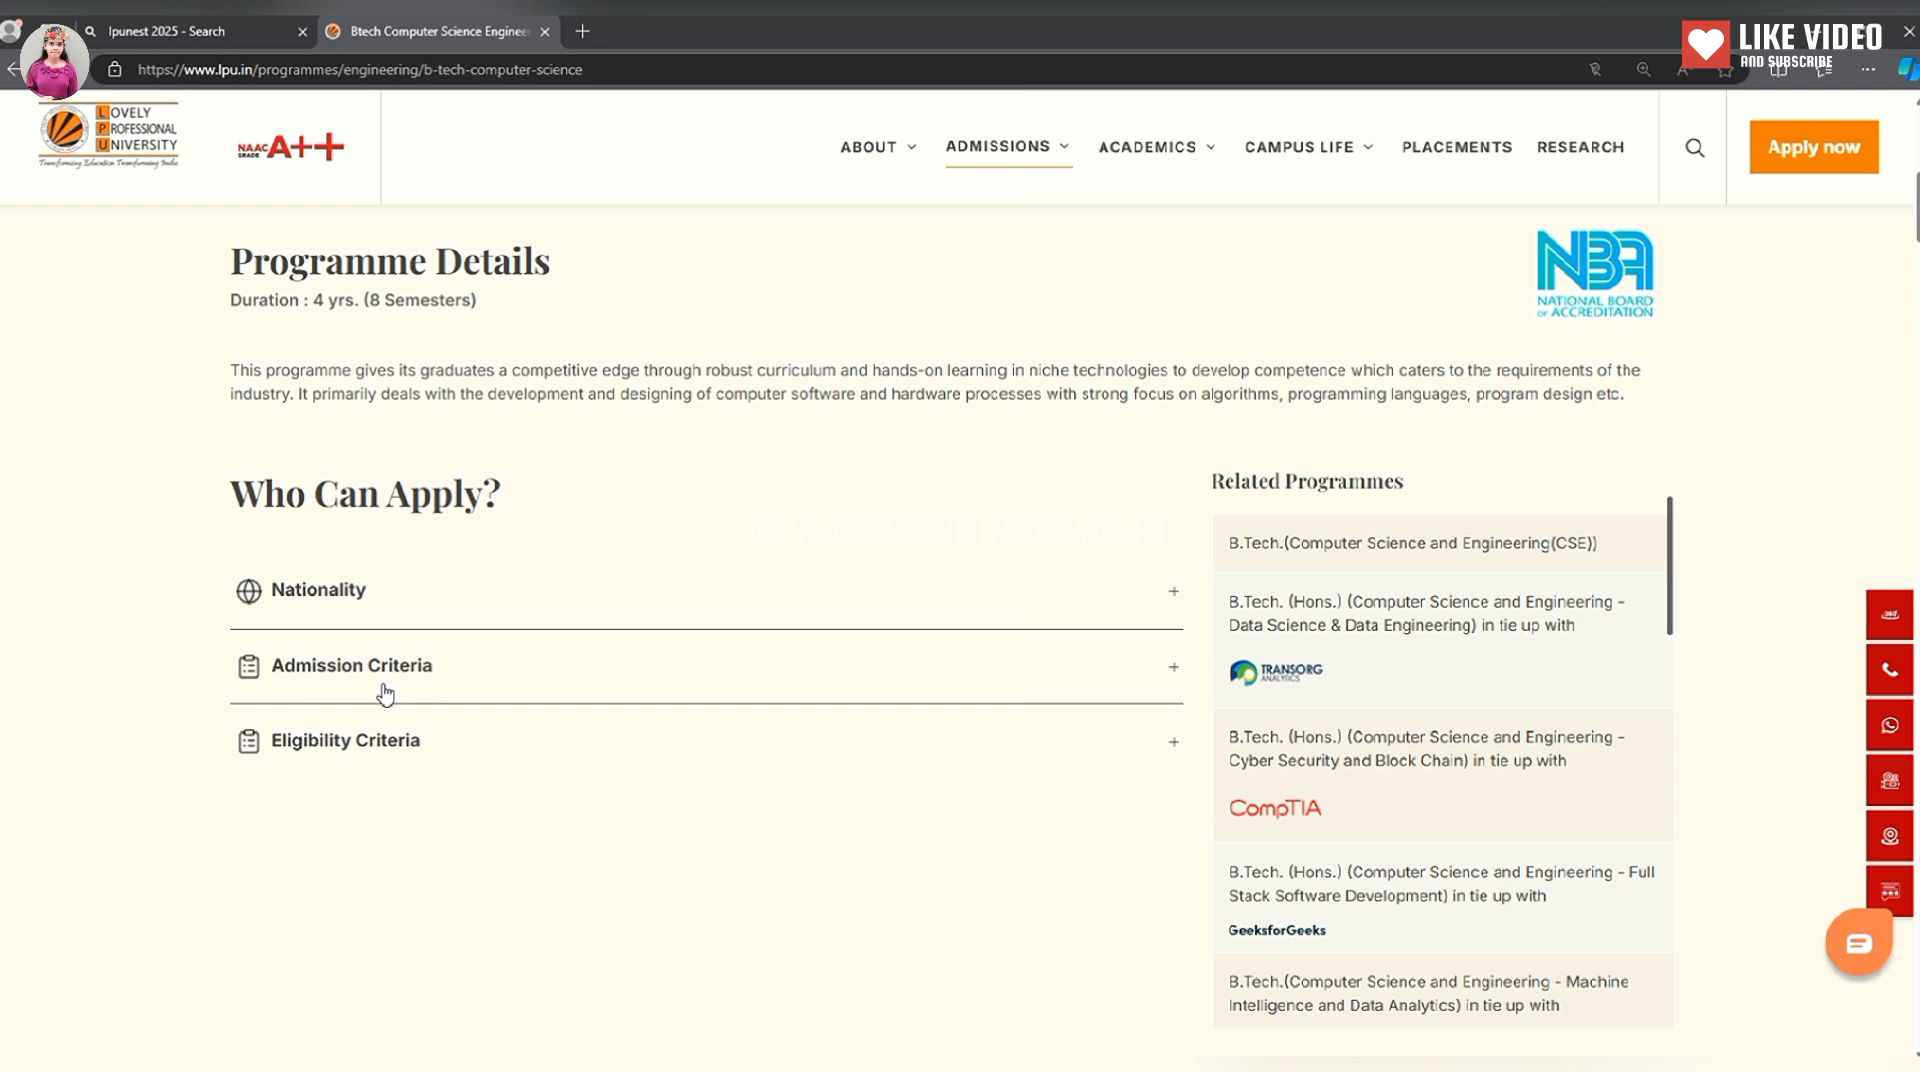 lpunest 2025 - Search
Btech Computer Science Enginee
LIKE VIDEO
AND SUBSCRIBE
https://www.lpu.in/programmes/engineering/b-tech-computer-science
LOVELY
PROFESSIONAL
UNIVERSITY
Transforming Education Transforming India
NAAC
GRADE
A++
ABOUT
ADMISSIONS
ACADEMICS
CAMPUS LIFE
PLACEMENTS
RESEARCH
Apply now
Programme Details
Duration : 4 yrs. (8 Semesters)
NBA
NATIONAL BOARD
OF ACCREDITATION
This programme gives its graduates a competitive edge through robust curriculum and hands-on learning in niche technologies to develop competence which caters to the requirements of the
industry. It primarily deals with the development and designing of computer software and hardware processes with strong focus on algorithms, programming languages, program design etc.
Who Can Apply?
© VLOGGERKIRTITIWARI
Nationality
Admission Criteria
Eligibility Criteria
Related Programmes
B.Tech.(Computer Science and Engineering(CSE))
B.Tech. (Hons.) (Computer Science and Engineering -
Data Science & Data Engineering) in tie up with
TRANSORG
ANALYTICS
B.Tech. (Hons.) (Computer Science and Engineering -
Cyber Security and Block Chain) in tie up with
CompTIA
B.Tech. (Hons.) (Computer Science and Engineering - Full
Stack Software Development) in tie up with
GeeksforGeeks
B.Tech.(Computer Science and Engineering - Machine
Intelligence and Data Analytics) in tie up with
360°